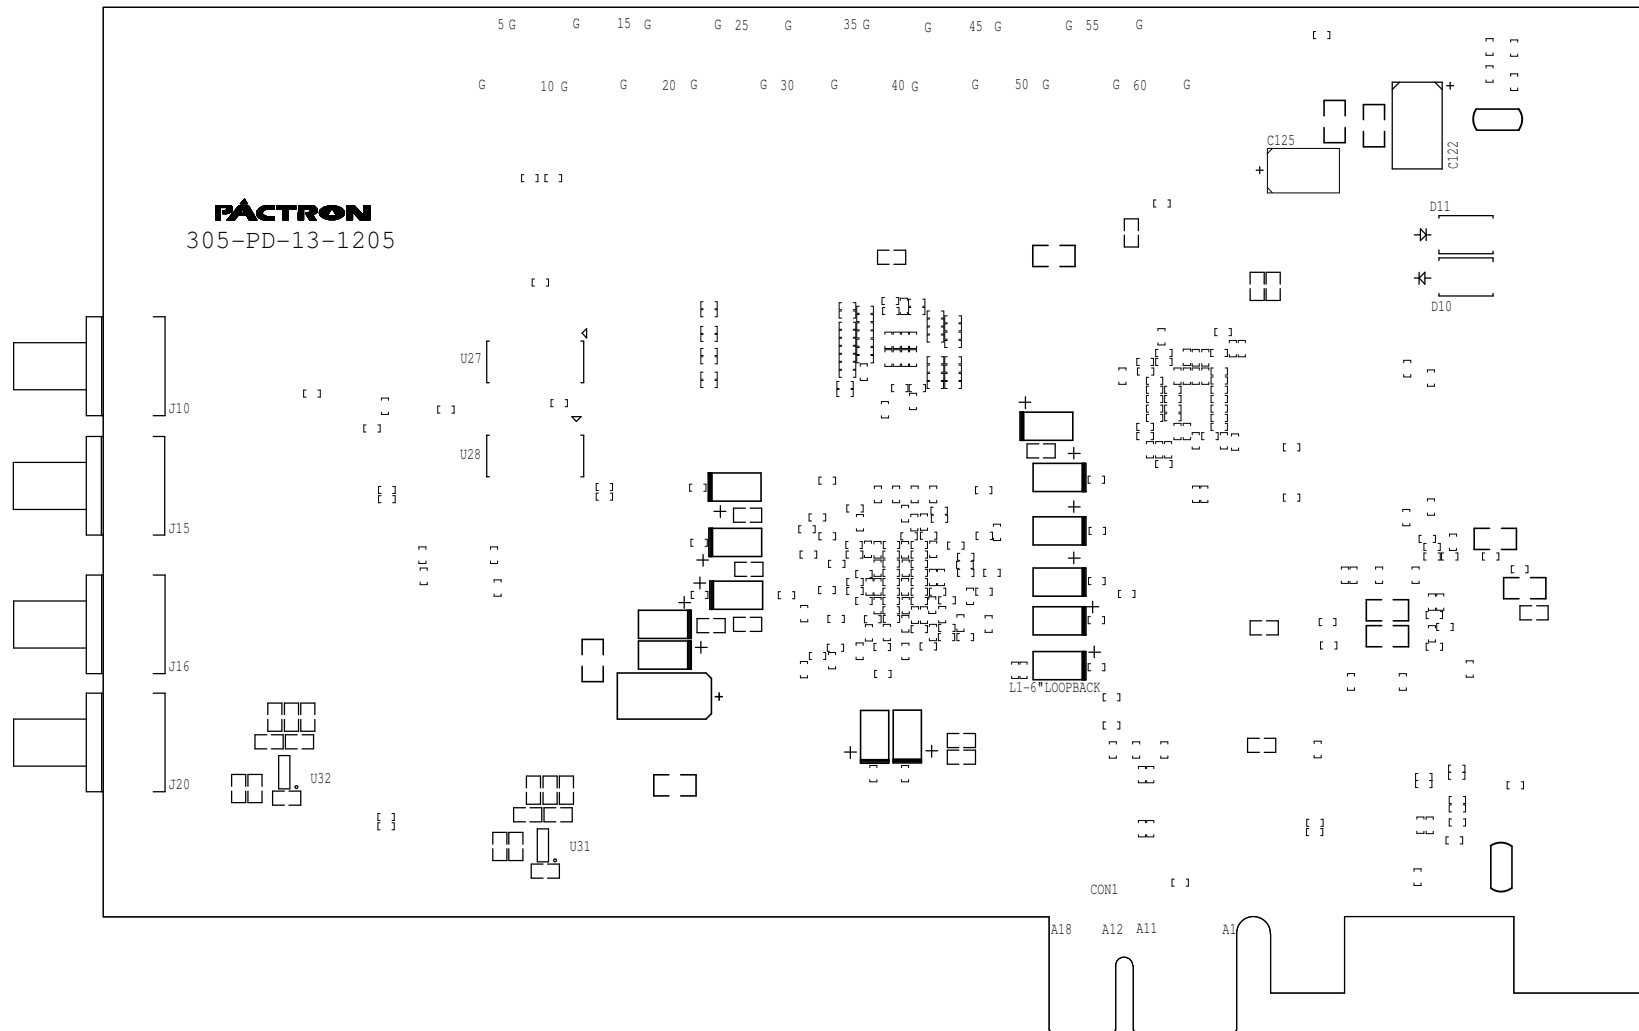 5 G G 15 G G 25 G 35 G G 45 G G 55 G
G 10 G G 20 G G 30 G 40 G G 50 G G 60 G
C125
C122
PACTRON
305-PD-13-1205
D11
D10
U27
J10
U28
J15
J16
L1-6"LOOPBACK
U32
J20
U31
CON1
A18 A12 A11 A1